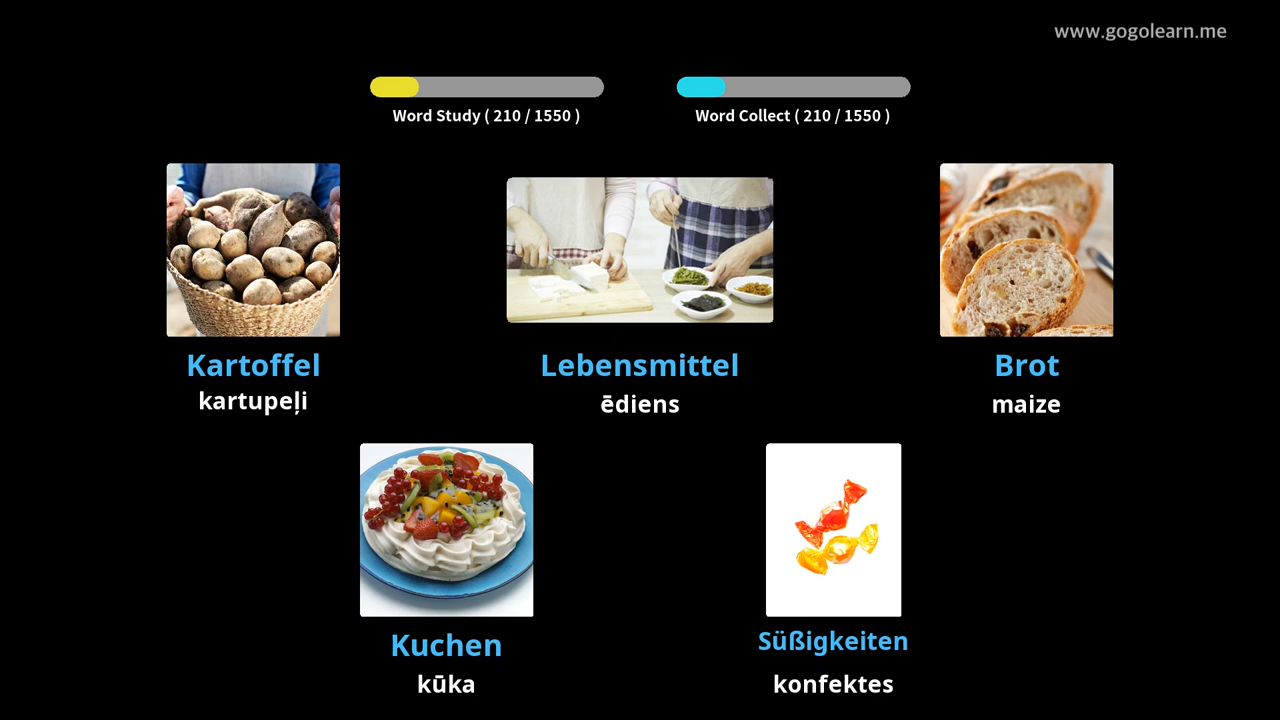 www.gogolearn.me
Word Study ( 210 / 1550 )
Word Collect ( 210 / 1550 )
Kartoffel
kartupeļi
Lebensmittel
ēdiens
Brot
maize
Kuchen
kūka
Süßigkeiten
konfektes